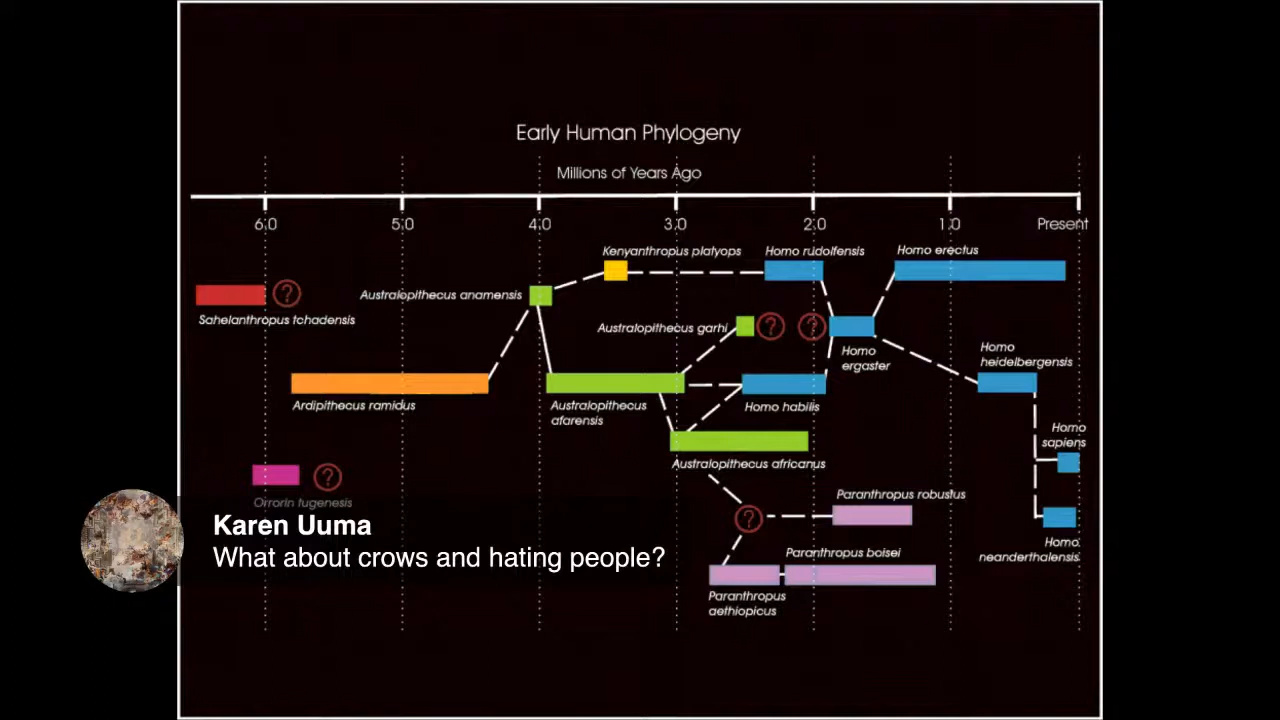 Early Human Phylogeny
Millions of Years Ago
6.0 5.0 4.0 3.0 2.0 1.0 Present
Kenyanthropus platyops
Homo rudolfensis
Homo erectus
Australopithecus anamensis
Sahelanthropus tchadensis
?
Australopithecus garhi
? ?
Homo
ergaster
Homo
heidelbergensis
Ardipithecus ramidus
Australopithecus
afarensis
Homo habilis
Homo
sapiens
Australopithecus africanus
?
Orrorin tugenesis
Paranthropus robustus
?
Karen Uuma
What about crows and hating people?
Paranthropus boisei
Homo
neanderthalensis
Paranthropus
aethiopicus